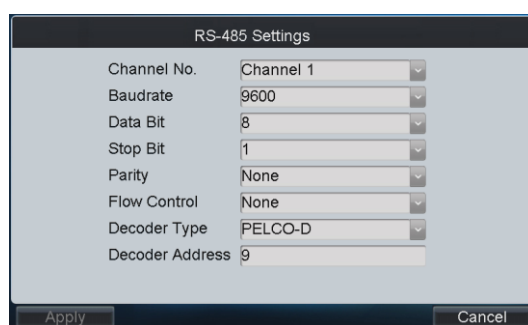 RS-485 Settings
Channel No. Channel 1
Baudrate 9600
Data Bit 8
Stop Bit 1
Parity None
Flow Control None
Decoder Type PELCO-D
Decoder Address 9
Apply Cancel